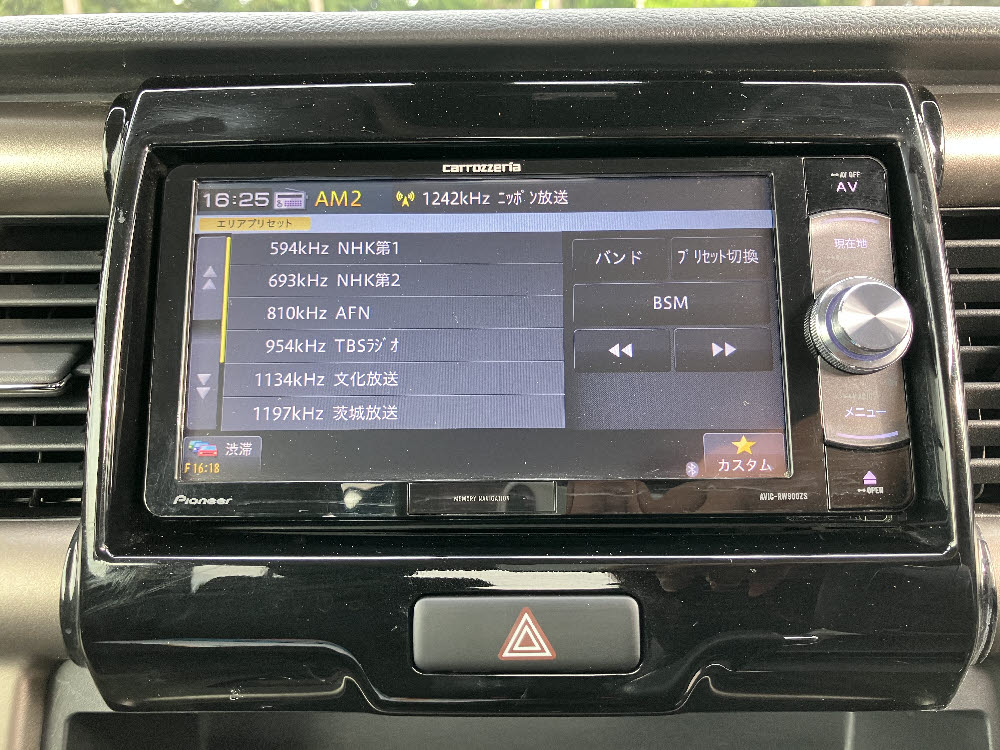 carrozzeria
16:25 AM2 1242kHz ﾆｯﾎﾟﾝ放送
エリアプリセット
594kHz NHK第1
693kHz NHK第2
810kHz AFN
954kHz TBSﾗｼﾞｵ
1134kHz 文化放送
1197kHz 茨城放送
バンド ﾌﾟﾘｾｯﾄ切換
BSM
渋滞
F 16:18
カスタム
Pioneer
MEMORY NAVIGATION
AVIC-RW900ZS
AV OFF
AV
現在地
メニュー
OPEN